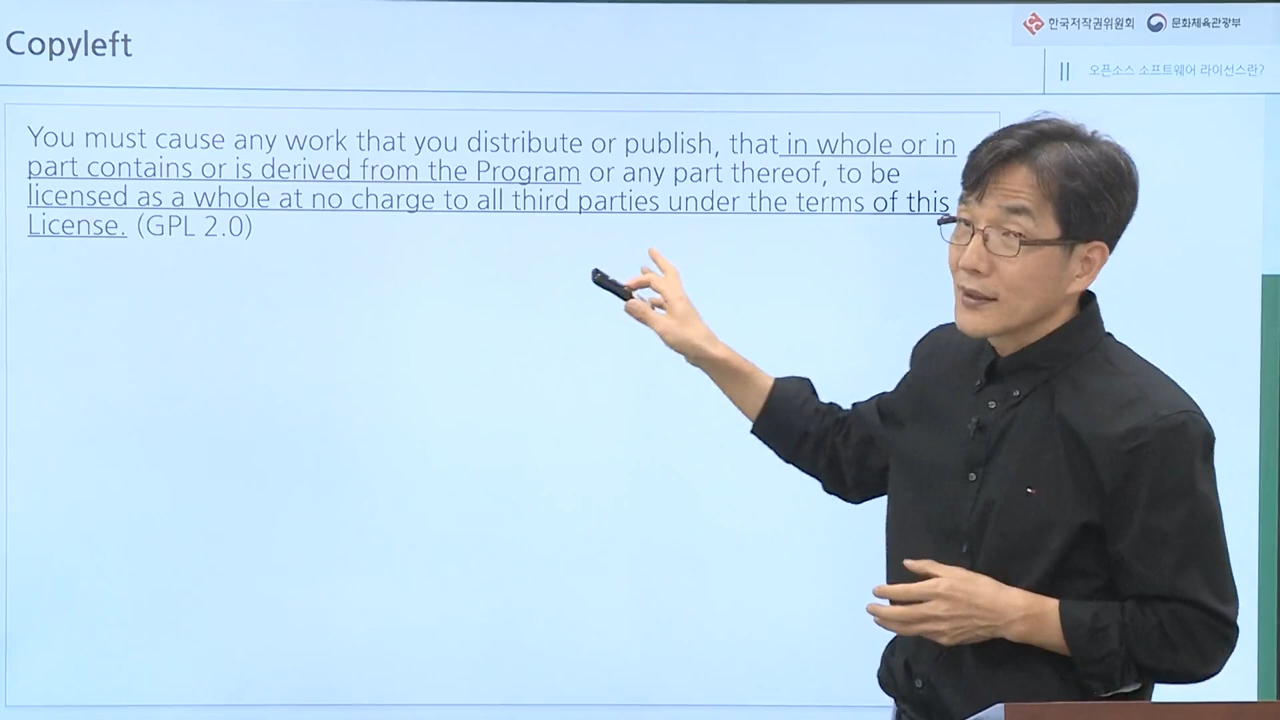 Copyleft
한국저작권위원회 문화체육관광부
오픈소스 소프트웨어 라이선스란?
You must cause any work that you distribute or publish, that in whole or in
part contains or is derived from the Program or any part thereof, to be
licensed as a whole at no charge to all third parties under the terms of this
License. (GPL 2.0)